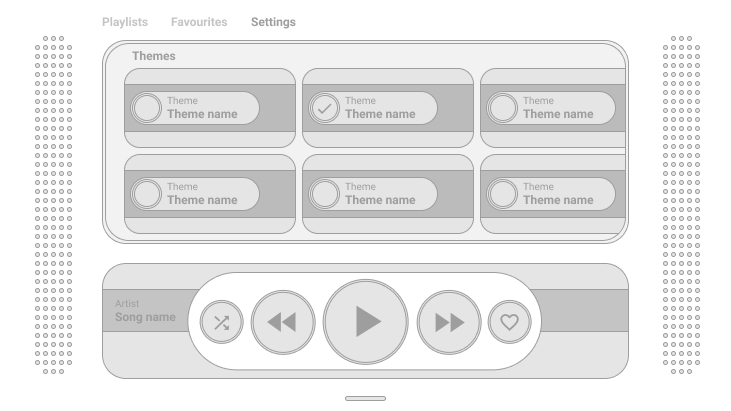 Playlists Favourites Settings
Themes
Theme Theme Theme
Theme name Theme name Theme name
Theme Theme Theme
Theme name Theme name Theme name
Artist
Song name